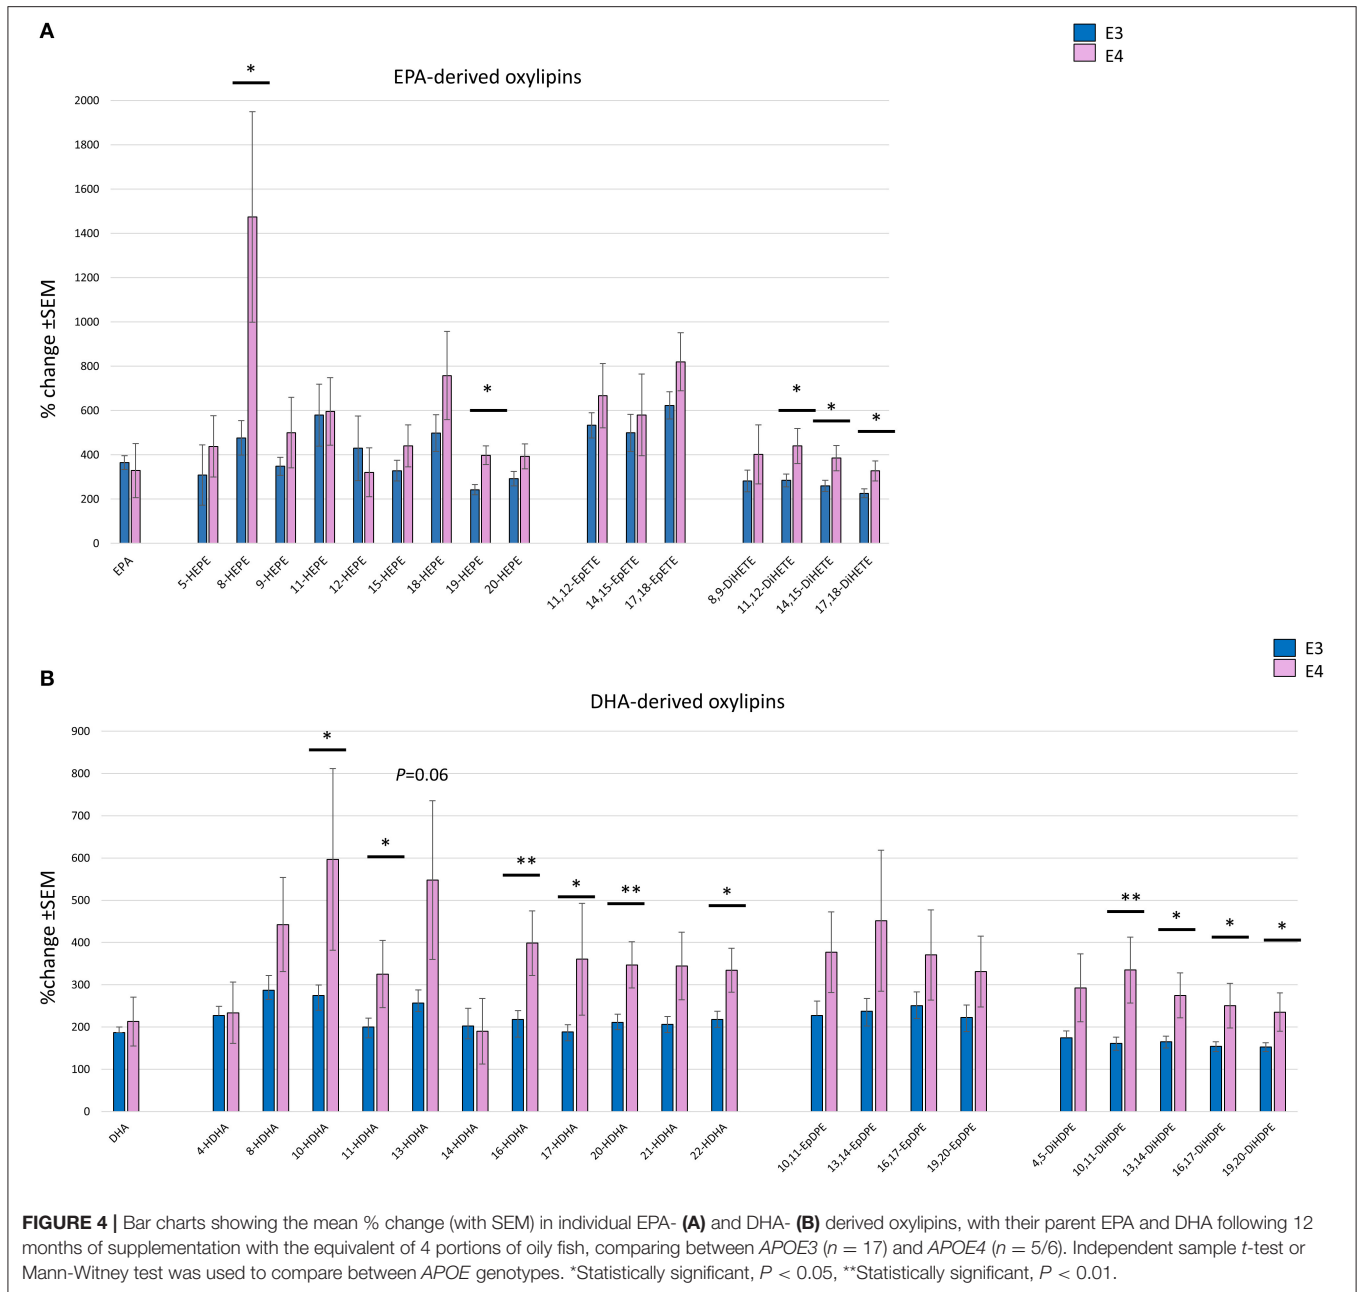 A
E3
E4
*
EPA-derived oxylipins
2000
1800
1600
1400
1200
1000
800
600
400
200
0
% change ±SEM
*
*
*
*
EPA
5-HEPE
8-HEPE
9-HEPE
11-HEPE
12-HEPE
15-HEPE
18-HEPE
19-HEPE
20-HEPE
11,12-EpETE
14,15-EpETE
17,18-EpETE
8,9-DiHETE
11,12-DiHETE
14,15-DiHETE
17,18-DiHETE
E3
E4
B
DHA-derived oxylipins
900
800
700
600
500
400
300
200
100
0
%change ±SEM
*
P=0.06
*
**
*
**
*
**
*
*
*
DHA
4-HDHA
8-HDHA
10-HDHA
11-HDHA
13-HDHA
14-HDHA
16-HDHA
17-HDHA
20-HDHA
21-HDHA
22-HDHA
10,11-EpDPE
13,14-EpDPE
16,17-EpDPE
19,20-EpDPE
4,5-DiHDPE
10,11-DiHDPE
13,14-DiHDPE
16,17-DiHDPE
19,20-DiHDPE
FIGURE 4 | Bar charts showing the mean % change (with SEM) in individual EPA- (A) and DHA- (B) derived oxylipins, with their parent EPA and DHA following 12
months of supplementation with the equivalent of 4 portions of oily fish, comparing between APOE3 (n = 17) and APOE4 (n = 5/6). Independent sample t-test or
Mann-Witney test was used to compare between APOE genotypes. *Statistically significant, P < 0.05, **Statistically significant, P < 0.01.